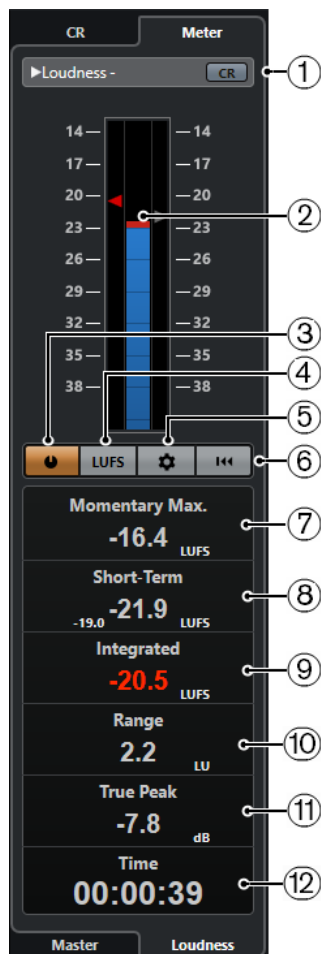 CR Meter
▶Loudness - CR ①
14 14
17 17
20 20
② 
23 23
26 26
29 29
③
32 32
④
35 35
⑤
38 38
LUFS ⑥
Momentary Max.
-16.4 LUFS ⑦
Short-Term
-19.0 -21.9 LUFS ⑧
Integrated
-20.5 LUFS ⑨
Range
2.2 LU ⑩
True Peak
-7.8 dB ⑪
Time
00:00:39 ⑫
Master Loudness